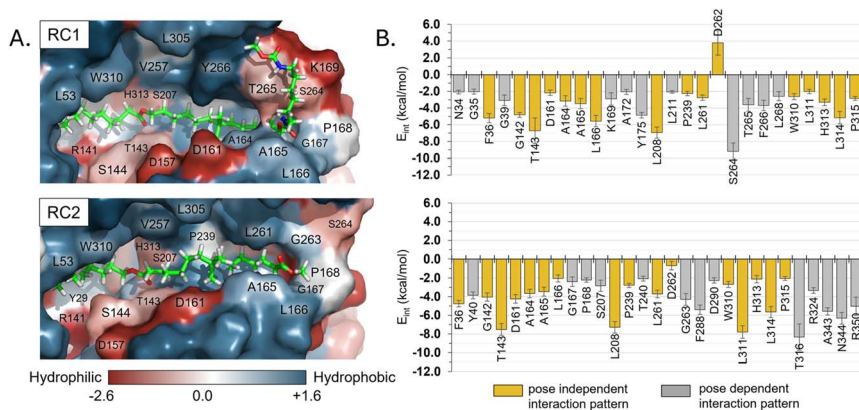 A.
RC1
L305
V257
W310
Y266
K169
L53
H313
S207
T265
S264
P168
R141
T143
A164
G167
S144
D157
D161
A165
L166
RC2
L305
S264
V257
L261
P239
G263
W310
H313
L53
S207
P168
Y29
G167
T143
A165
R141
S144
D161
L166
D157
Hydrophilic
Hydrophobic
-2.6
0.0
+1.6
B.
Eint (kcal/mol)
6.0
4.0
2.0
0.0
-2.0
-4.0
-6.0
-8.0
-10.0
-12.0
N34
G35
F36
G39
G142
T143
D161
A164
A165
L166
K169
A172
Y175
L208
L211
P239
L261
D262
S264
T265
F266
L268
W310
L311
H313
L314
P315
Eint (kcal/mol)
6.0
4.0
2.0
0.0
-2.0
-4.0
-6.0
-8.0
-10.0
-12.0
F36
Y40
G142
T143
D161
A164
A165
L166
G167
P168
S207
L208
P239
T240
L261
D262
G263
F288
D290
W310
L311
H313
L314
P315
T316
R324
A343
N344
R350
pose independent
interaction pattern
pose dependent
interaction pattern